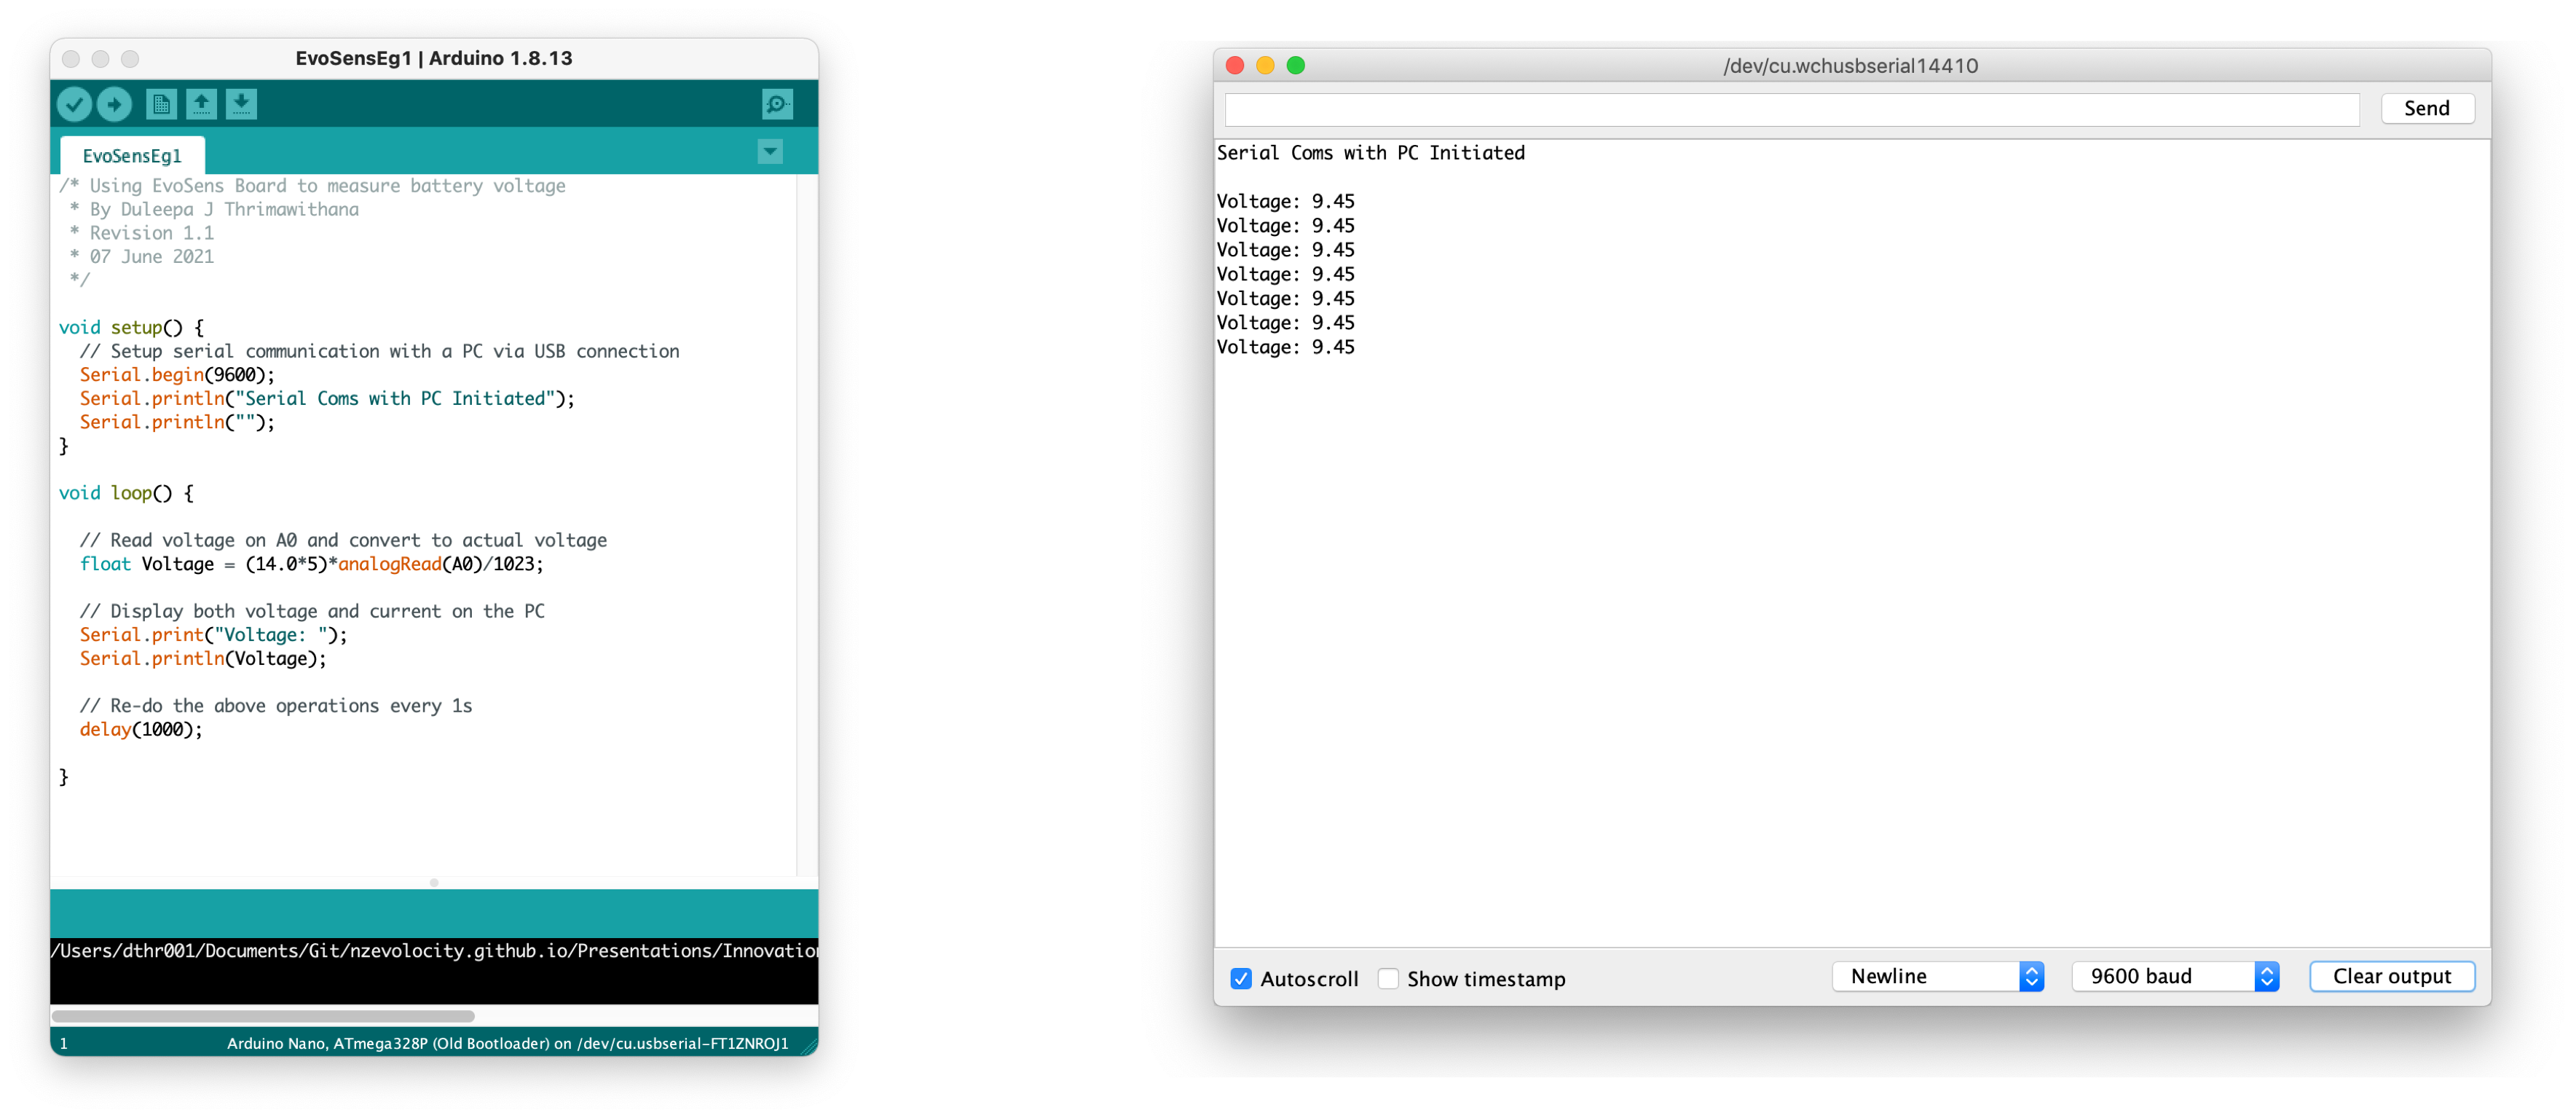 EvoSensEg1 | Arduino 1.8.13
EvoSensEg1
/* Using EvoSens Board to measure battery voltage
* By Duleepa J Thrimawithana
* Revision 1.1
* 07 June 2021
*/
void setup() {
// Setup serial communication with a PC via USB connection
Serial.begin(9600);
Serial.println("Serial Coms with PC Initiated");
Serial.println("");
}
void loop() {
// Read voltage on A0 and convert to actual voltage
float Voltage = (14.0*5)*analogRead(A0)/1023;
// Display both voltage and current on the PC
Serial.print("Voltage: ");
Serial.println(Voltage);
// Re-do the above operations every 1s
delay(1000);
}
/Users/dthr001/Documents/Git/nzevolocity.github.io/Presentations/Innovation
1
Arduino Nano, ATmega328P (Old Bootloader) on /dev/cu.usbserial-FT1ZNROJ1
/dev/cu.wchusbserial14410
Send
Serial Coms with PC Initiated
Voltage: 9.45
Voltage: 9.45
Voltage: 9.45
Voltage: 9.45
Voltage: 9.45
Voltage: 9.45
Voltage: 9.45
Autoscroll
Show timestamp
Newline
9600 baud
Clear output